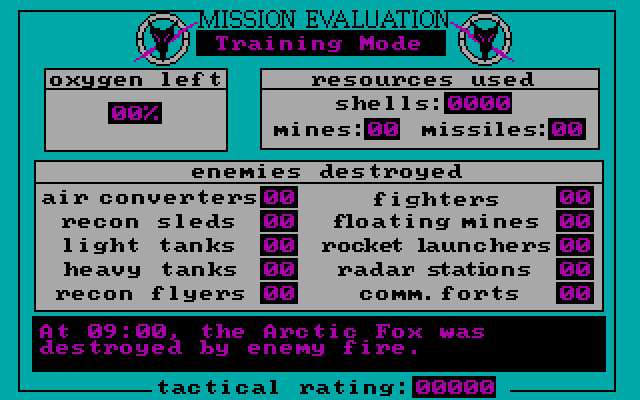 MISSION EVALUATION
Training Mode
oxygen left
00%
resources used
shells:0000
mines:00 missiles:00
enemies destroyed
air converters 00 fighters 00
recon sleds 00 floating mines 00
light tanks 00 rocket launchers 00
heavy tanks 00 radar stations 00
recon flyers 00 comm. forts 00
At 09:00, the Arctic Fox was
destroyed by enemy fire.
tactical rating:00000